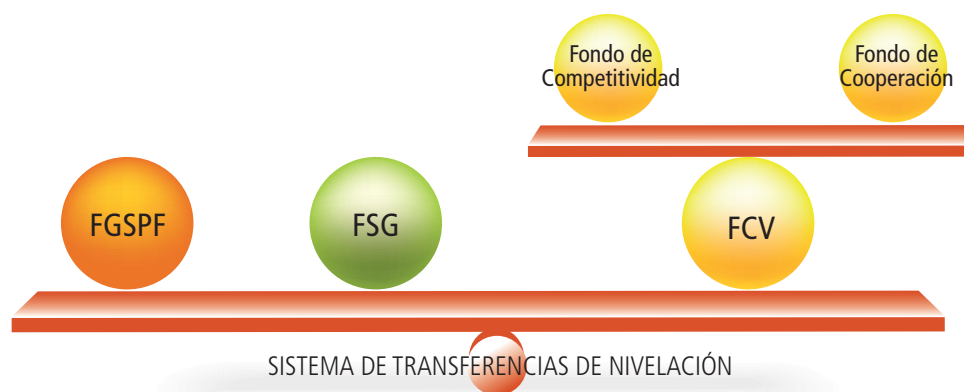 Fondo de
Competitividad
Fondo de
Cooperación
FGSPF
FSG
FCV
SISTEMA DE TRANSFERENCIAS DE NIVELACIÓN